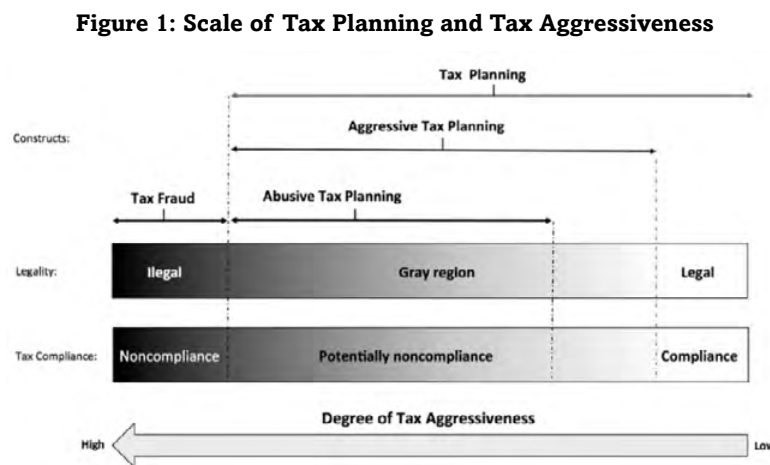 Figure 1: Scale of Tax Planning and Tax Aggressiveness
Tax Planning
Constructs:
Aggressive Tax Planning
Tax Fraud
Abusive Tax Planning
Legality:
Ilegal
Gray region
Legal
Tax Compliance:
Noncompliance
Potentially noncompliance
Compliance
Degree of Tax Aggressiveness
High
Low